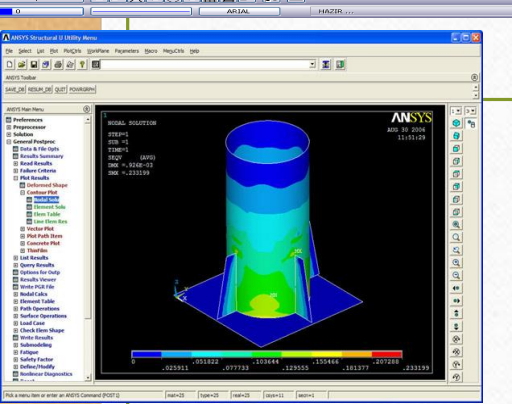 0
ARIAL
HAZIR ...
ANSYS Structural U Utility Menu
File Select List Plot PlotCtrls WorkPlane Parameters Macro MenuCtrls Help
ANSYS Toolbar
SAVE_DB RESUM_DB QUIT POWRGRPH
ANSYS Main Menu
Preferences
Preprocessor
Solution
General Postproc
Data & File Opts
Results Summary
Read Results
Failure Criteria
Plot Results
Deformed Shape
Contour Plot
Nodal Solu
Element Solu
Elem Table
Line Elem Res
Vector Plot
Plot Path Item
Concrete Plot
ThinFilm
List Results
Query Results
Options for Outp
Results Viewer
Write PGR File
Nodal Calcs
Element Table
Path Operations
Surface Operations
Load Case
Check Elem Shape
Write Results
Submodeling
Fatigue
Safety Factor
Define/Modify
Nonlinear Diagnostics
1
NODAL SOLUTION
STEP=1
SUB =1
TIME=1
SEQV (AVG)
DMX =.926E-03
SMX =.233199
ANSYS
AUG 30 2006
11:51:29
MX
MN
Z
X
0 .051822 .103644 .155466 .207288
.025911 .077733 .129555 .181377 .233199
Pick a menu item or enter an ANSYS Command (POST1)
mat=25
type=25
real=25
csys=11
secn=1